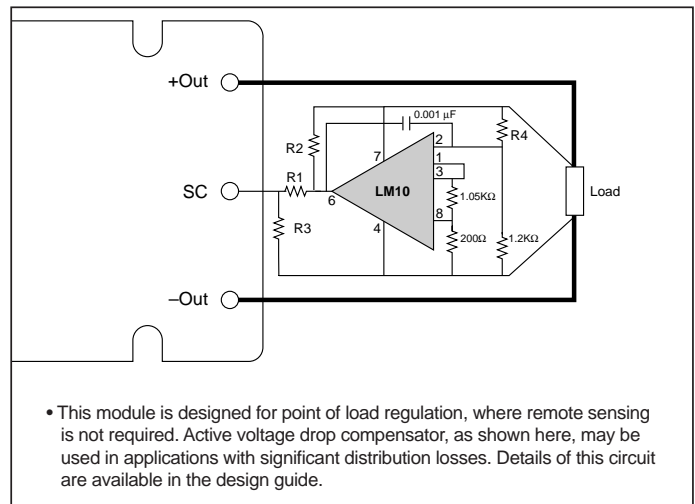 +Out
0.001 µF
R2
R4
7
2
1
3
R1
SC
6
LM10
1.05KΩ
Load
R3
8
4
200Ω
1.2KΩ
–Out
• This module is designed for point of load regulation, where remote sensing
is not required. Active voltage drop compensator, as shown here, may be
used in applications with significant distribution losses. Details of this circuit
are available in the design guide.